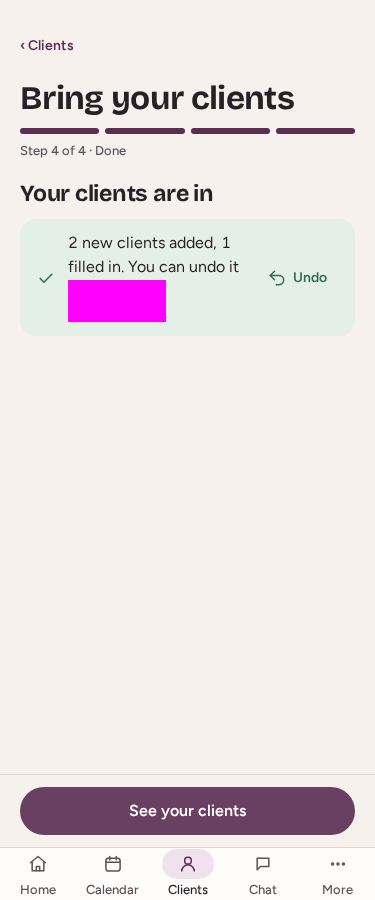 ‹ Clients
Bring your clients
Step 4 of 4 · Done
Your clients are in
2 new clients added, 1
filled in. You can undo it
Undo
See your clients
Home
Calendar
Clients
Chat
More